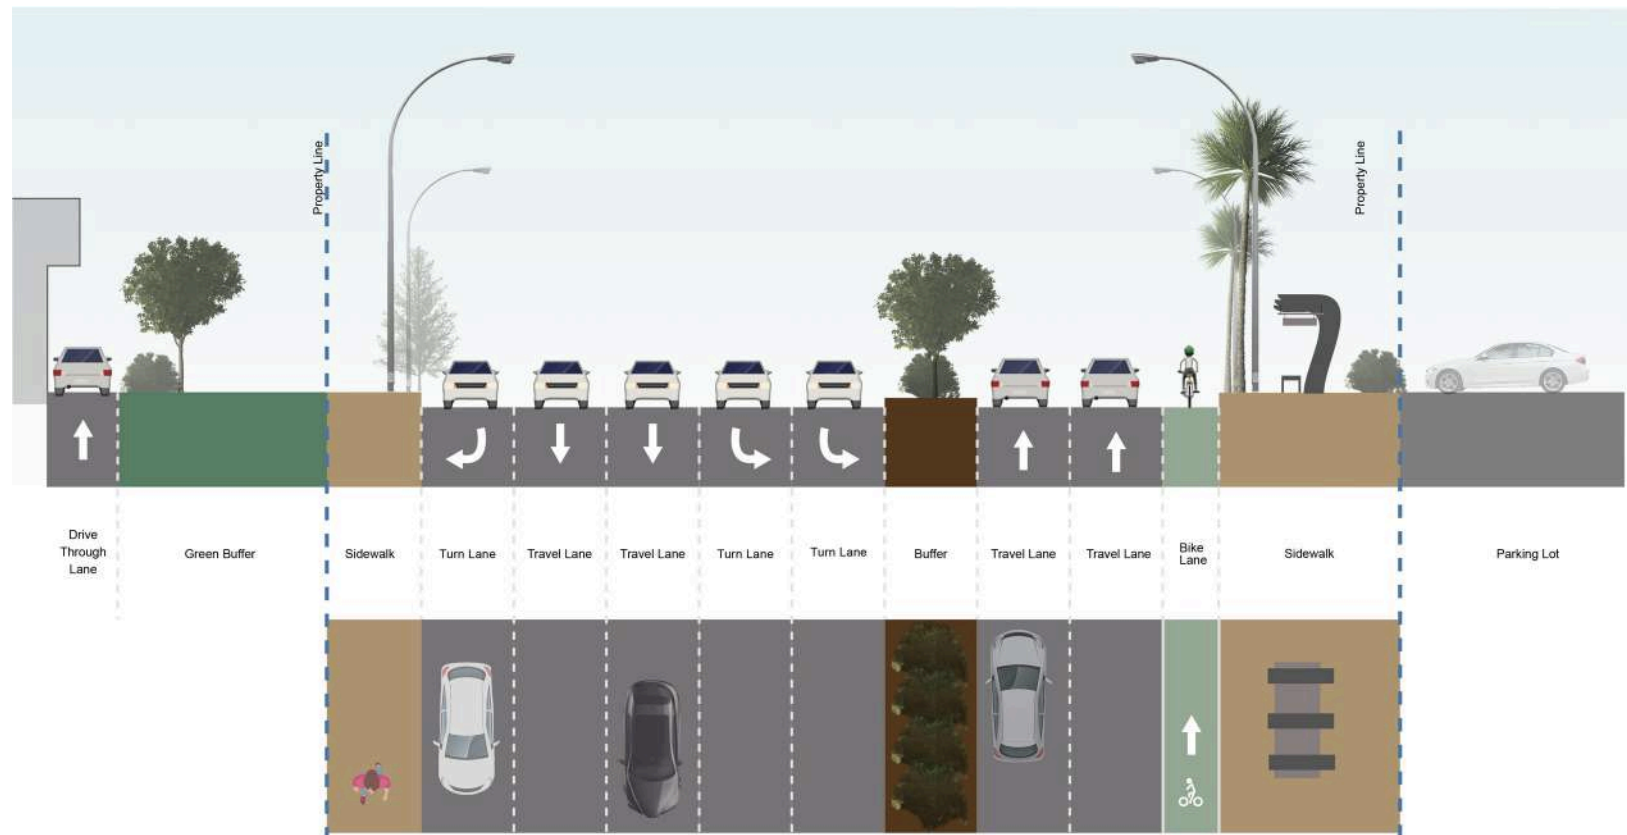 Property Line
Property Line
Drive
Through
Lane
Green Buffer
Sidewalk
Turn Lane
Travel Lane
Travel Lane
Turn Lane
Turn Lane
Buffer
Travel Lane
Travel Lane
Bike
Lane
Sidewalk
Parking Lot